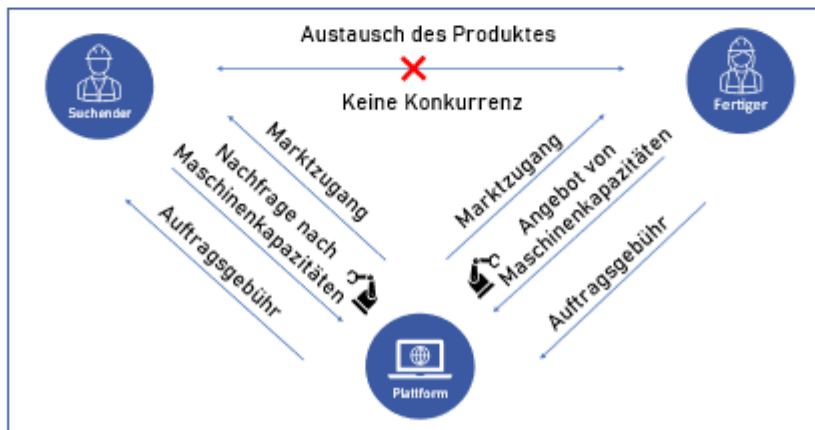 Austausch des Produktes
Keine Konkurrenz
Suchender
Fertiger
Marktzugang
Nachfrage nach
Maschinenkapazitäten
Auftragsgebühr
Marktzugang
Angebot von
Maschinenkapazitäten
Auftragsgebühr
Plattform